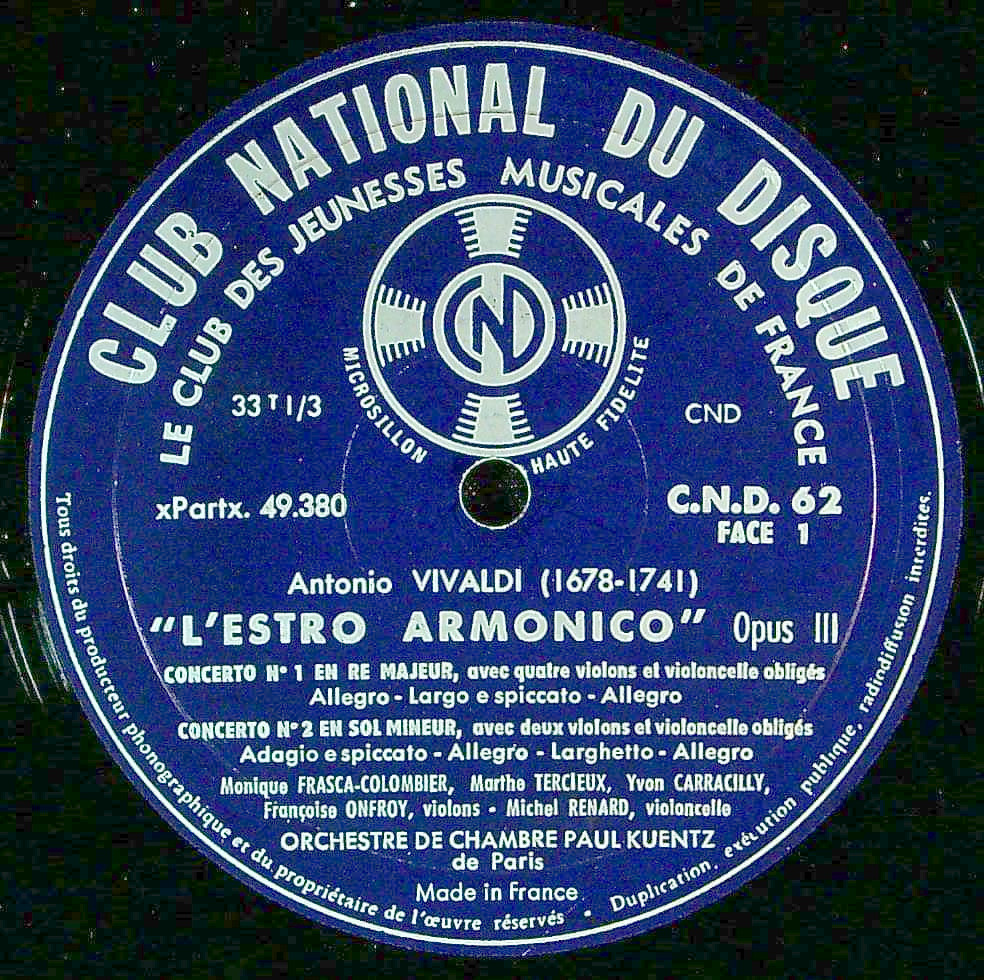 CLUB NATIONAL DU DISQUE
LE CLUB DES JEUNESSES MUSICALES DE FRANCE
CN
MICROSILLON
HAUTE FIDELITE
33 T 1/3
CND
xPartx. 49.380
C.N.D. 62
FACE 1
Antonio VIVALDI (1678-1741)
"L'ESTRO ARMONICO" Opus III
CONCERTO N° 1 EN RE MAJEUR, avec quatre violons et violoncelle obligés
Allegro - Largo e spiccato - Allegro
CONCERTO N° 2 EN SOL MINEUR, avec deux violons et violoncelle obligés
Adagio e spiccato - Allegro - Larghetto - Allegro
Monique FRASCA-COLOMBIER, Marthe TERCIEUX, Yvon CARRACILLY,
Françoise ONFROY, violons - Michel RENARD, violoncelle
ORCHESTRE DE CHAMBRE PAUL KUENTZ
de Paris
Made in France
Tous droits du producteur phonographique et du propriétaire de l'œuvre réservés • Duplication, exécution publique, radiodiffusion interdites.